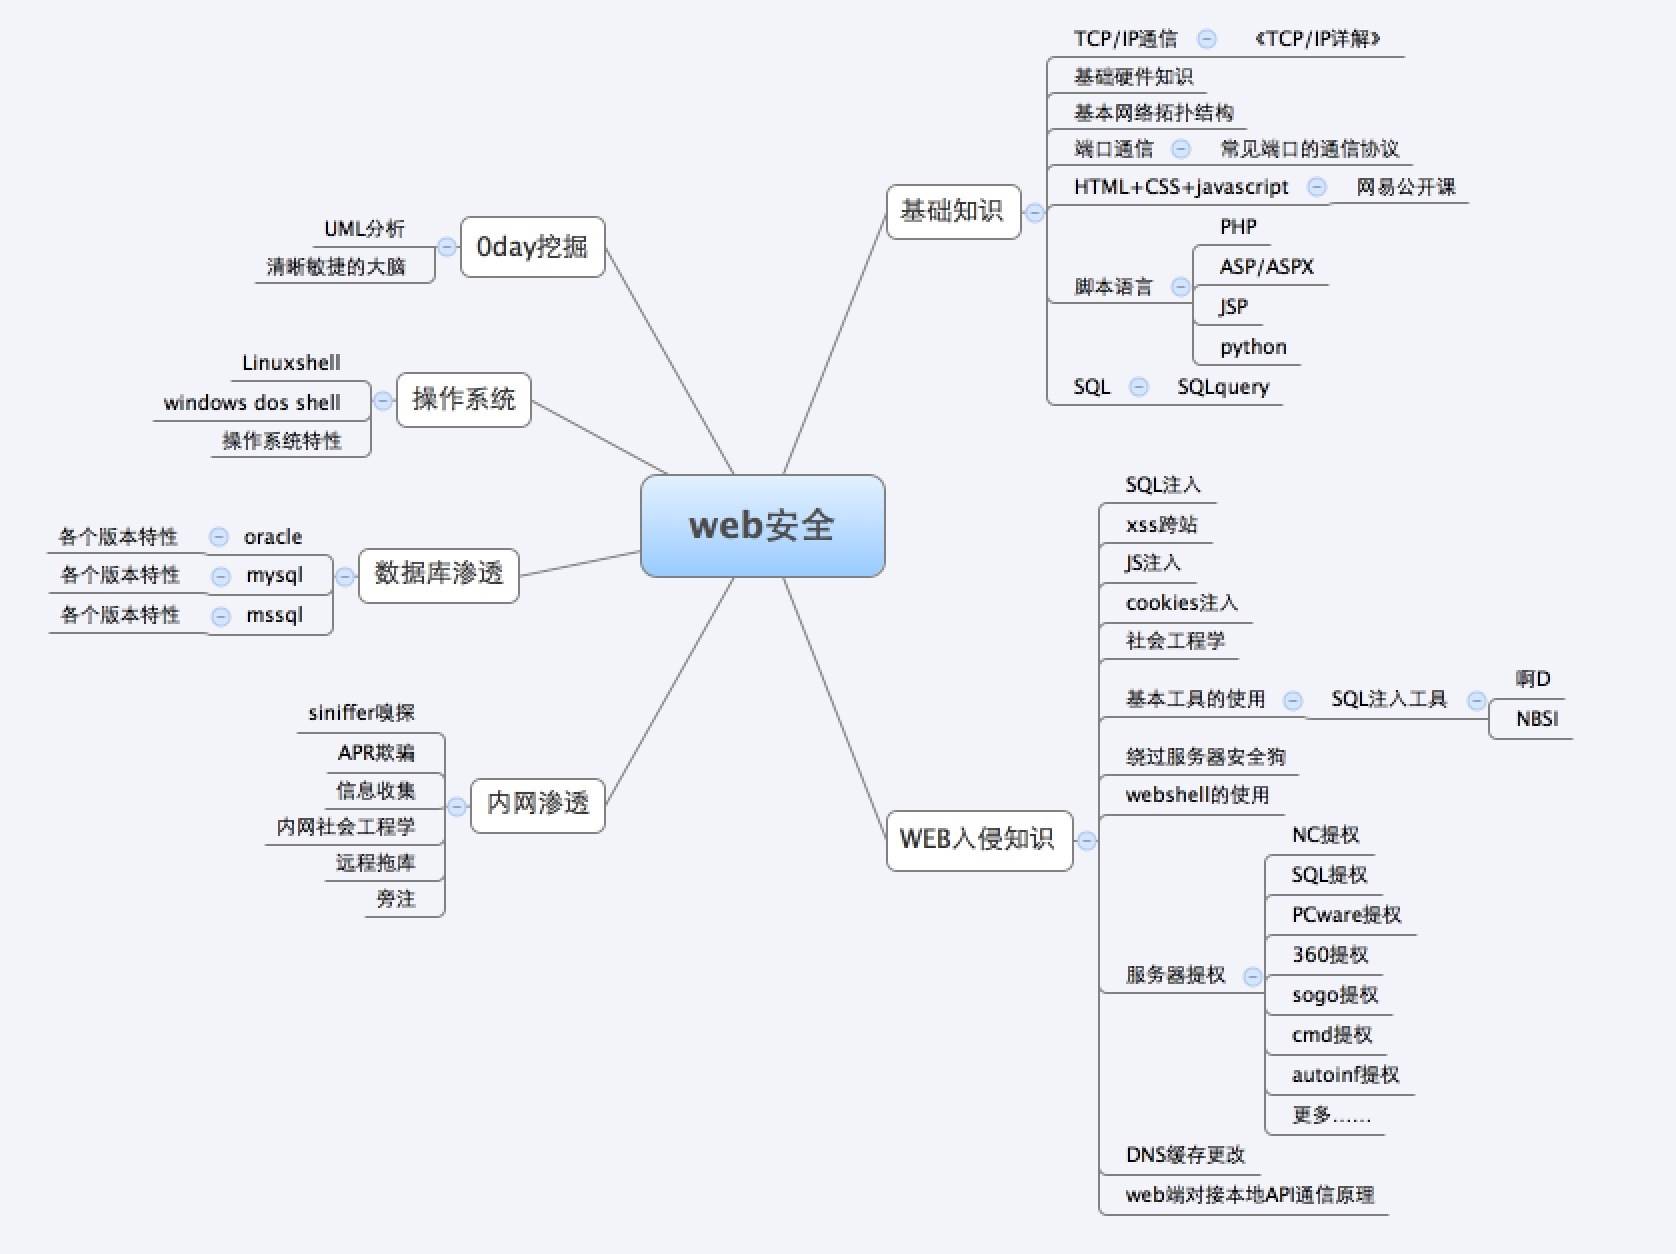 web安全
基础知识
TCP/IP通信
《TCP/IP详解》
基础硬件知识
基本网络拓扑结构
端口通信
常见端口的通信协议
HTML+CSS+javascript
网易公开课
脚本语言
PHP
ASP/ASPX
JSP
python
SQL
SQLquery
WEB入侵知识
SQL注入
xss跨站
JS注入
cookies注入
社会工程学
基本工具的使用
SQL注入工具
啊D
NBSI
绕过服务器安全狗
webshell的使用
服务器提权
NC提权
SQL提权
PCware提权
360提权
sogo提权
cmd提权
autoinf提权
更多......
DNS缓存更改
web端对接本地API通信原理
0day挖掘
UML分析
清晰敏捷的大脑
操作系统
Linuxshell
windows dos shell
操作系统特性
数据库渗透
oracle
各个版本特性
mysql
各个版本特性
mssql
各个版本特性
内网渗透
siniffer嗅探
APR欺骗
信息收集
内网社会工程学
远程拖库
旁注